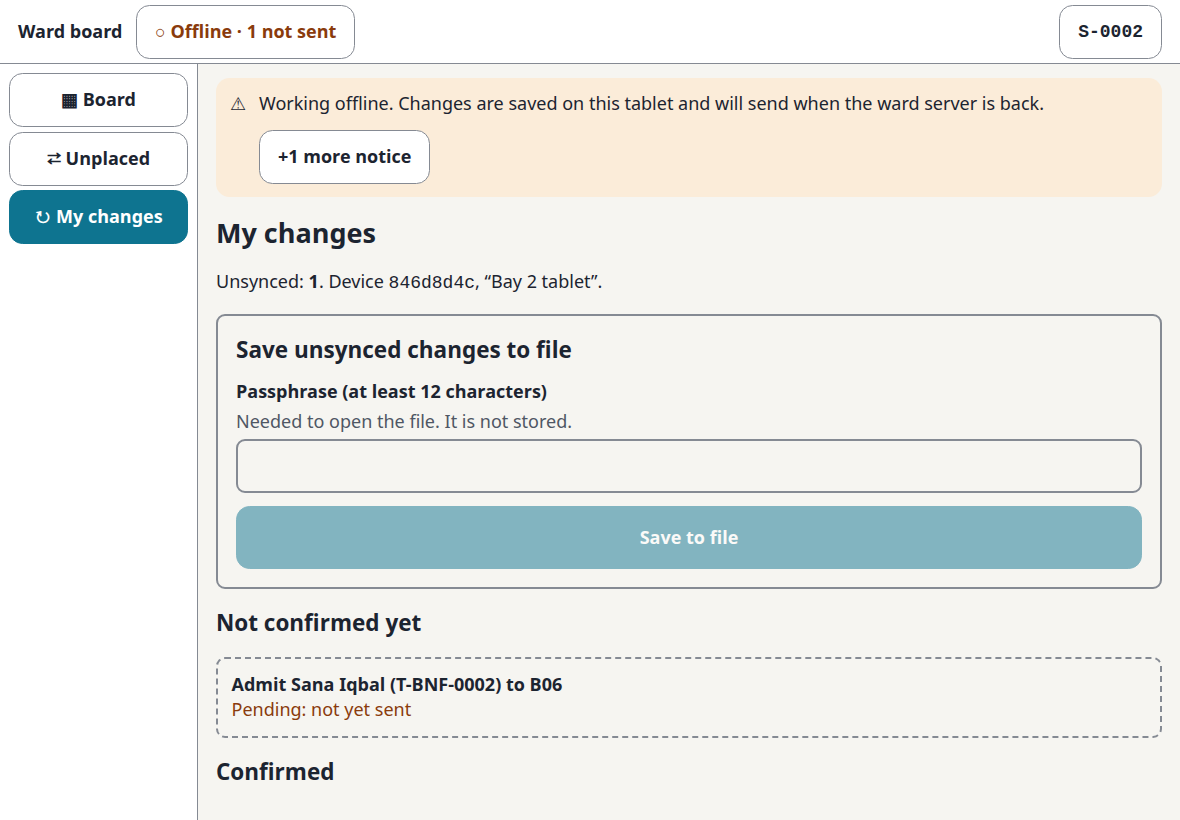 Ward board
○ Offline · 1 not sent
S-0002
▦ Board
⇄ Unplaced
↻ My changes
⚠ Working offline. Changes are saved on this tablet and will send when the ward server is back.
+1 more notice
My changes
Unsynced: 1. Device 846d8d4c, “Bay 2 tablet”.
Save unsynced changes to file
Passphrase (at least 12 characters)
Needed to open the file. It is not stored.
Save to file
Not confirmed yet
Admit Sana Iqbal (T-BNF-0002) to B06
Pending: not yet sent
Confirmed